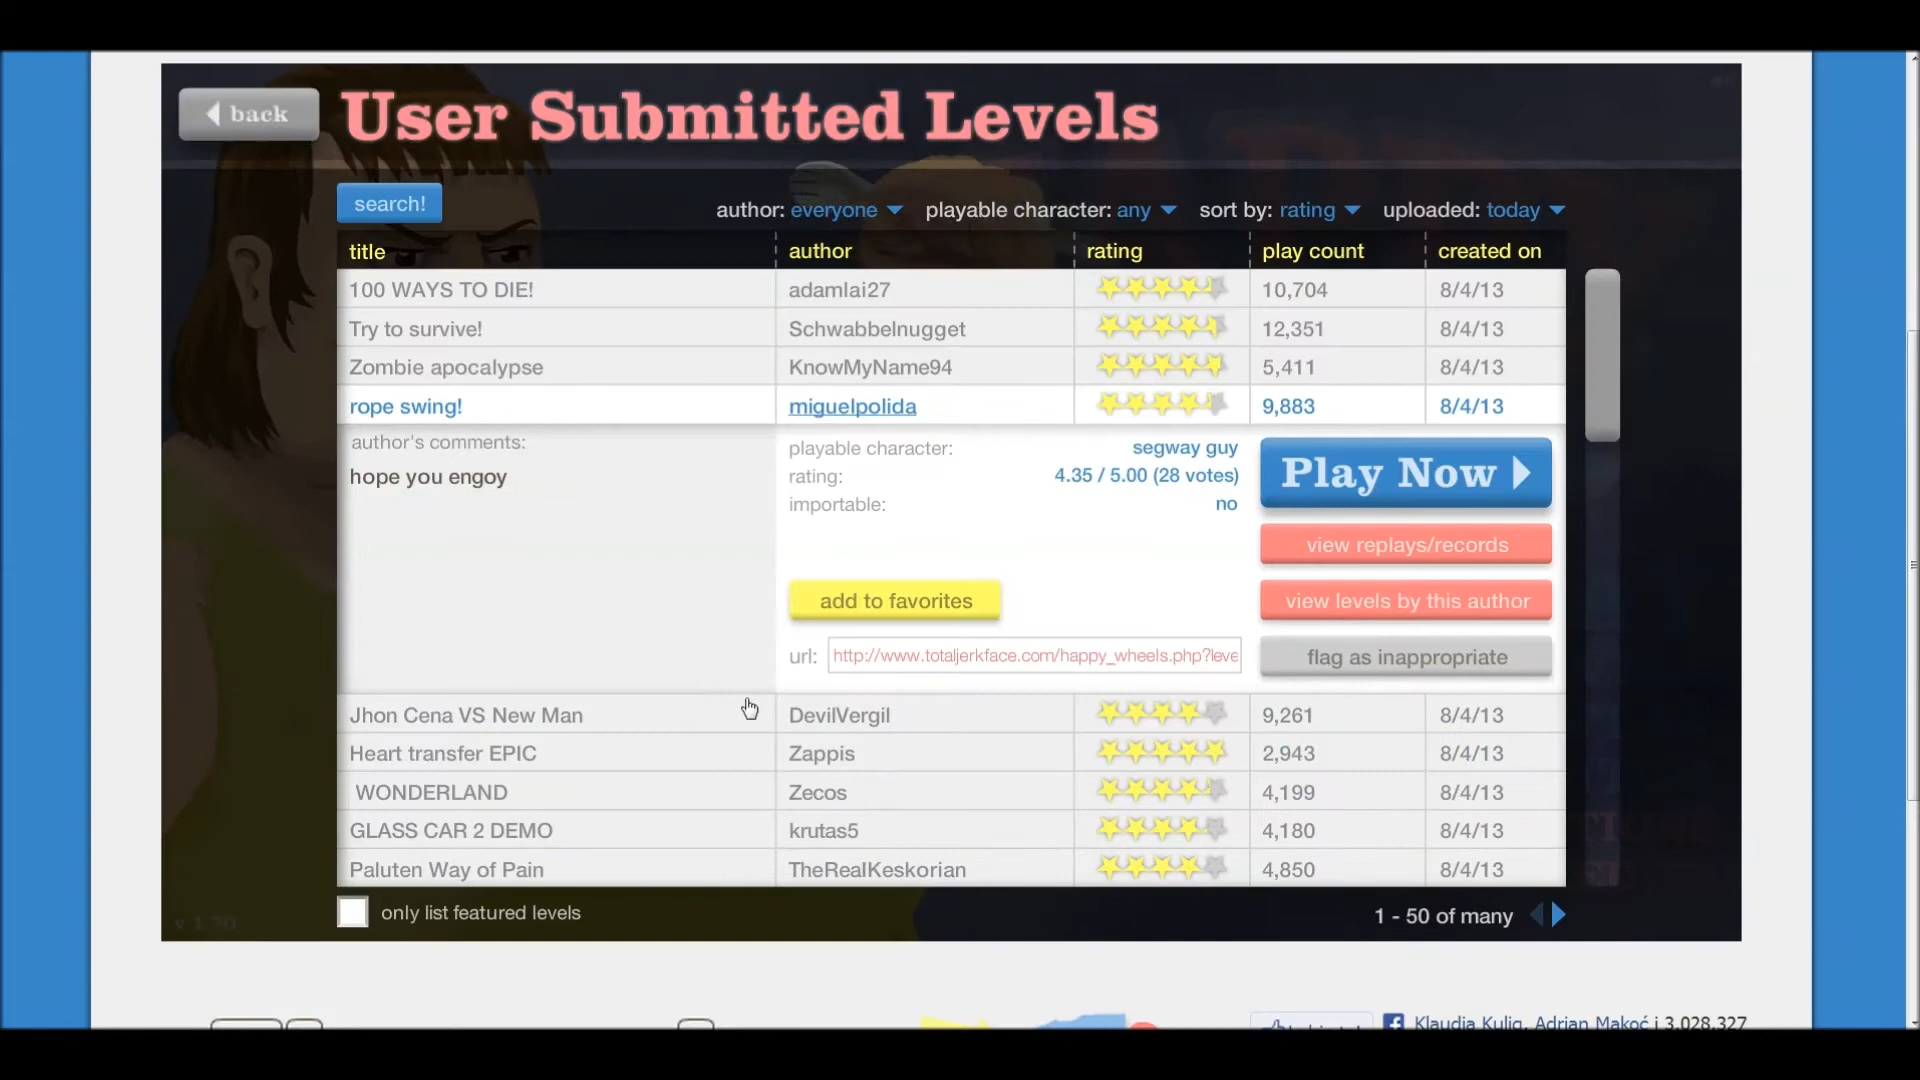 back
User Submitted Levels
search!
author: everyone playable character: any sort by: rating uploaded: today
title author rating play count created on
100 WAYS TO DIE! adamlai27 10,704 8/4/13
Try to survive! Schwabbelnugget 12,351 8/4/13
Zombie apocalypse KnowMyName94 5,411 8/4/13
rope swing! miguelpolida 9,883 8/4/13
author's comments:
hope you engoy
playable character: segway guy
rating: 4.35 / 5.00 (28 votes)
importable: no
Play Now
view replays/records
add to favorites
view levels by this author
url: http://www.totaljerkface.com/happy_wheels.php?leve
flag as inappropriate
Jhon Cena VS New Man DevilVergil 9,261 8/4/13
Heart transfer EPIC Zappis 2,943 8/4/13
WONDERLAND Zecos 4,199 8/4/13
GLASS CAR 2 DEMO krutas5 4,180 8/4/13
Paluten Way of Pain TheRealKeskorian 4,850 8/4/13
only list featured levels
1 - 50 of many
v 1.70
Klaudia Kulig, Adrian Makoć i 3,028,327